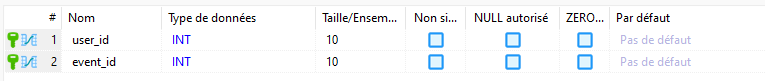 # Nom Type de données Taille/Ensem... Non si... NULL autorisé ZERO... Par défaut
1 user_id INT 10 Pas de défaut
2 event_id INT 10 Pas de défaut